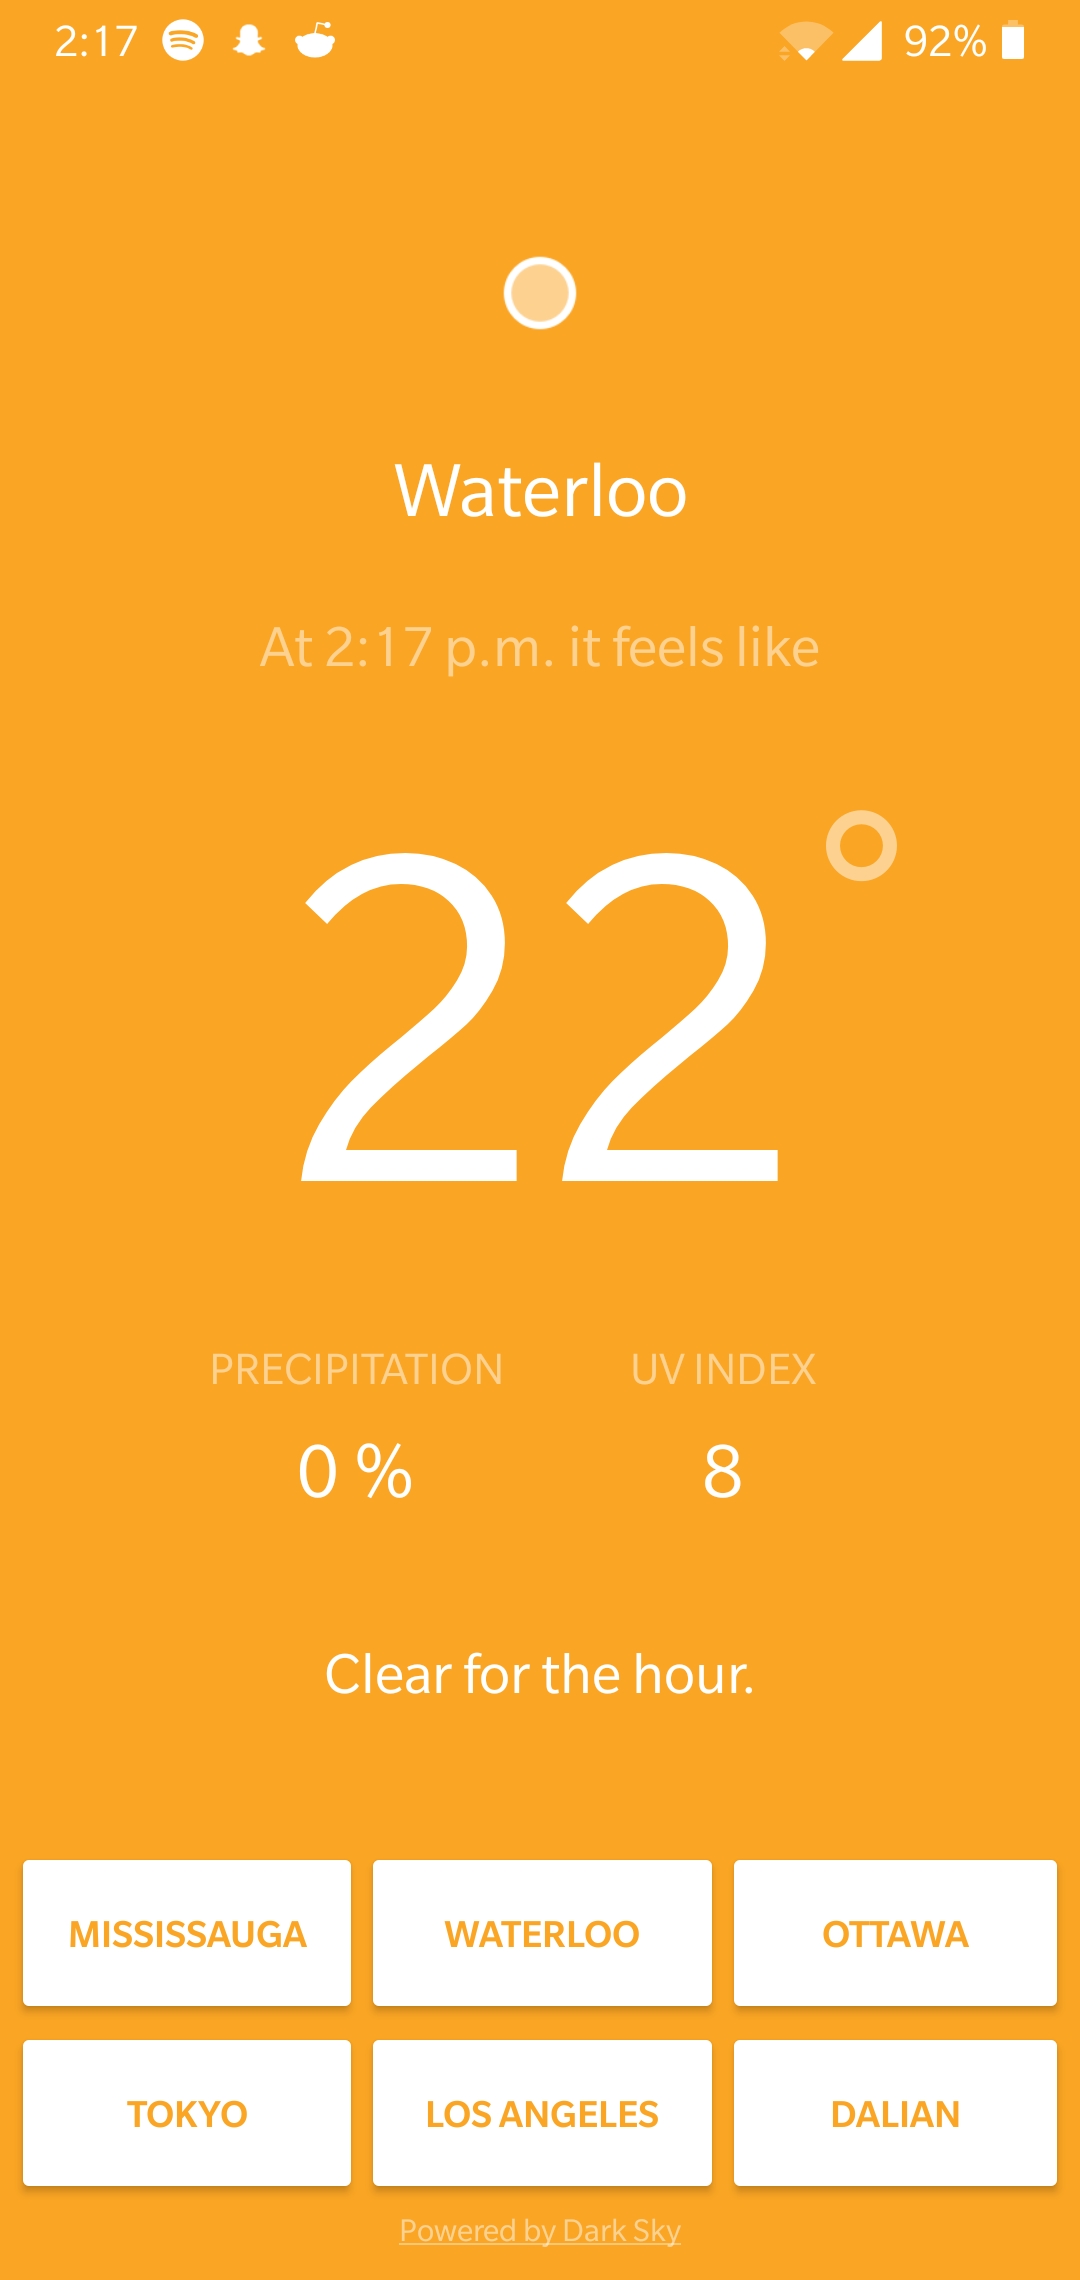 2:17 92%
Waterloo
At 2:17 p.m. it feels like
22°
PRECIPITATION UV INDEX
0 % 8
Clear for the hour.
MISSISSAUGA WATERLOO OTTAWA
TOKYO LOS ANGELES DALIAN
Powered by Dark Sky